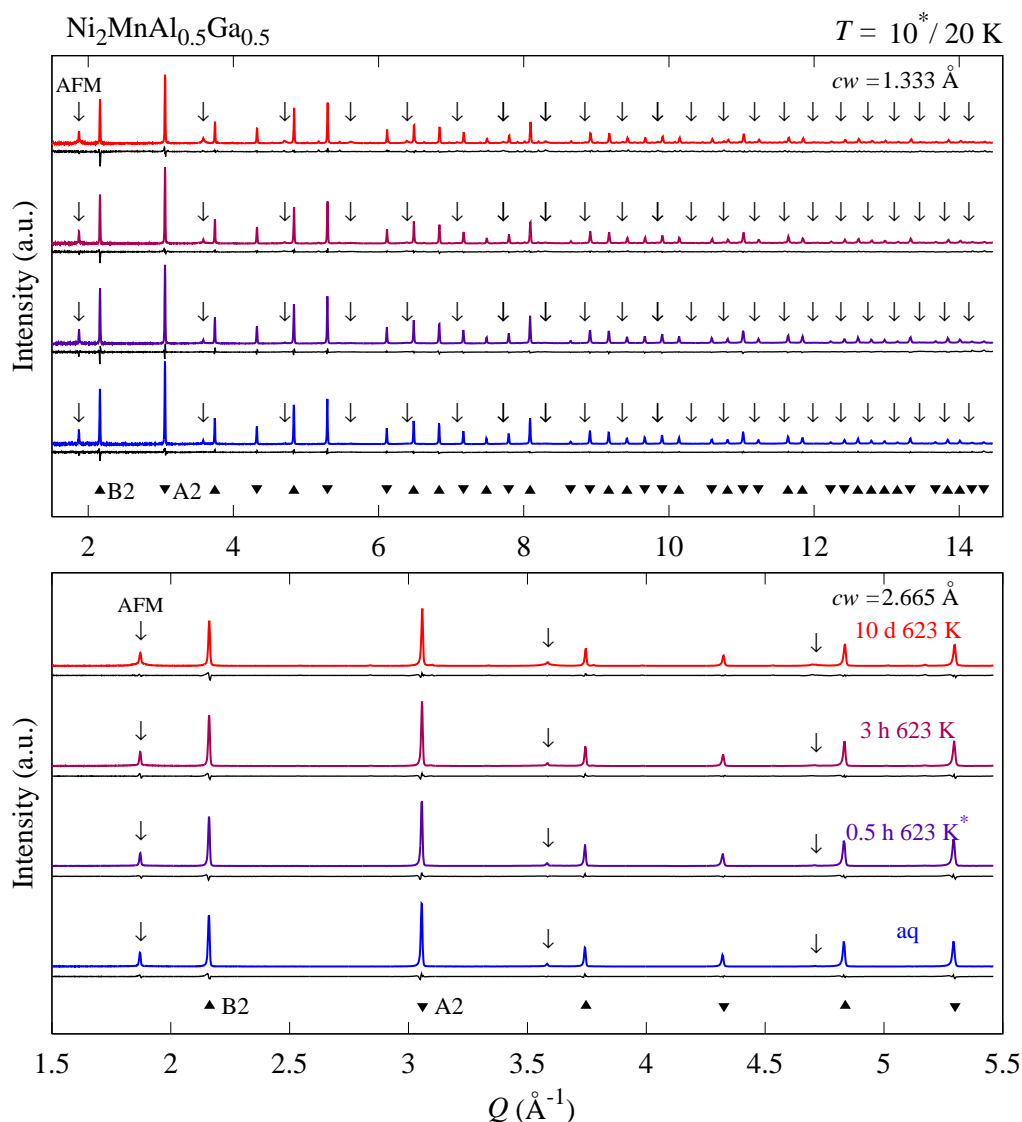 Ni2MnAl0.5Ga0.5 T = 10*/ 20 K
AFM cw =1.333 Å
Intensity (a.u.)
B2 A2
2 4 6 8 10 12 14
AFM cw =2.665 Å
10 d 623 K
3 h 623 K
0.5 h 623 K*
aq
Intensity (a.u.)
B2 A2
1.5 2 2.5 3 3.5 4 4.5 5 5.5
Q (Å-1)